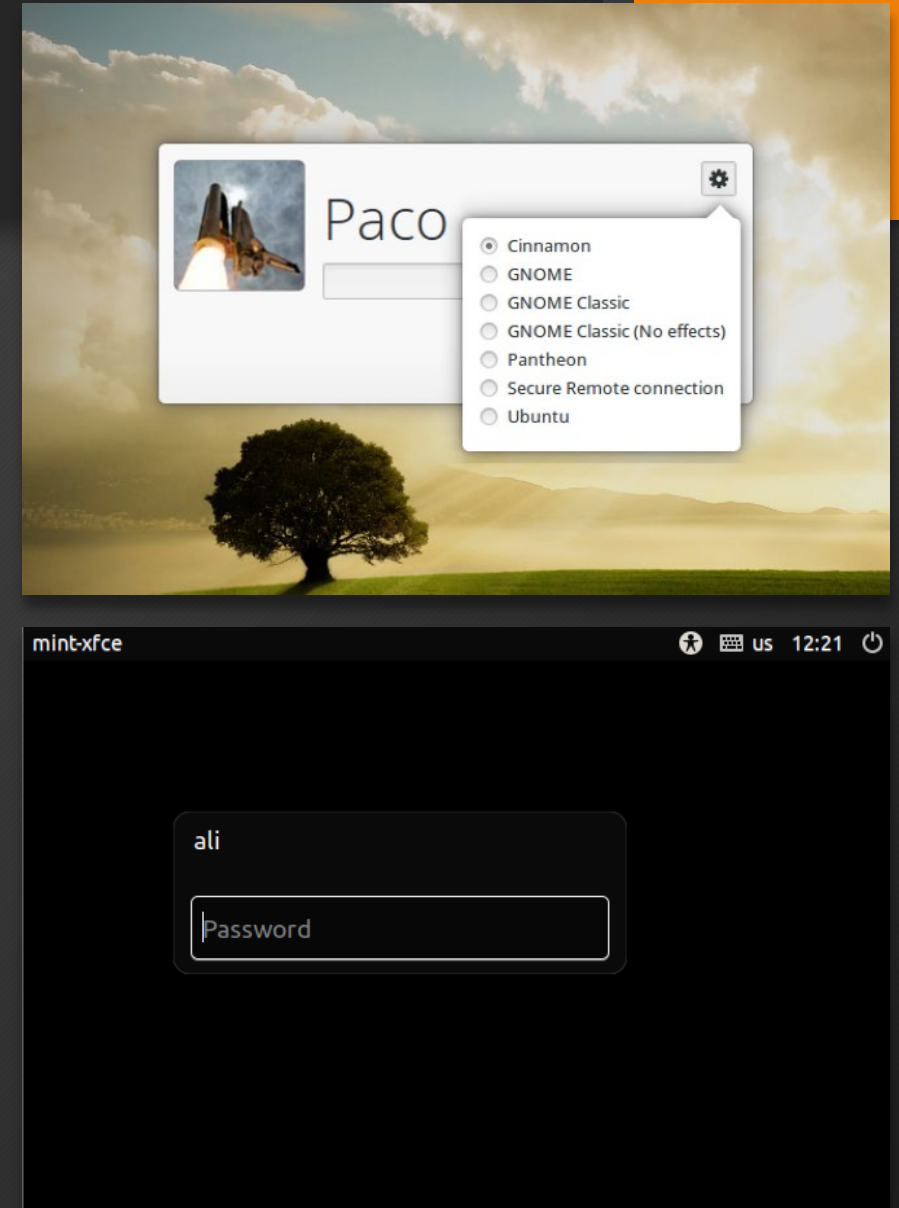 Paco
Cinnamon
GNOME
GNOME Classic
GNOME Classic (No effects)
Pantheon
Secure Remote connection
Ubuntu
mint-xfce us 12:21
ali
Password